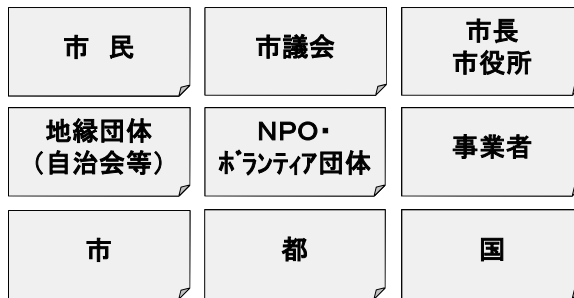 市　民
市議会
市長
市役所
地縁団体
（自治会等）
ＮＰＯ・
ﾎﾞﾗﾝﾃｨｱ団体
事業者
市
都
国